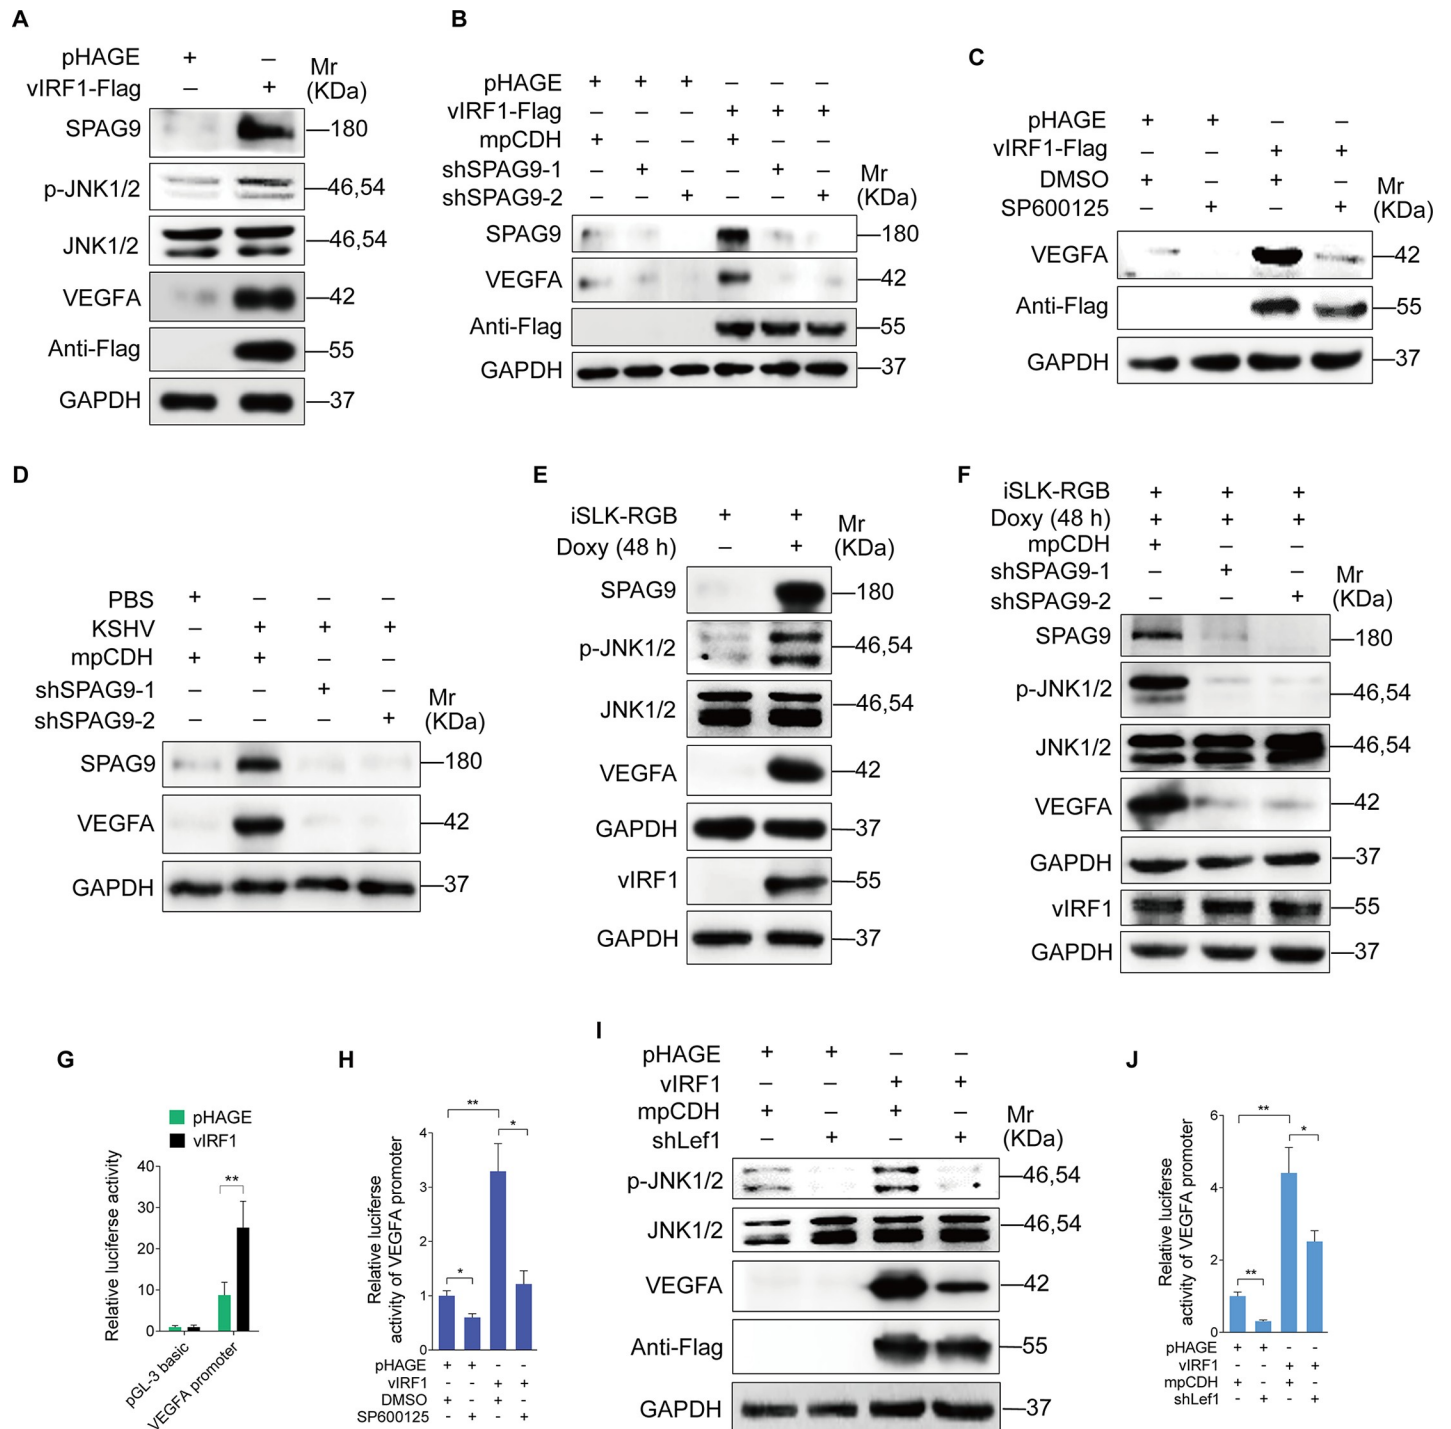 A
pHAGE + –
vIRF1-Flag – +
Mr
(KDa)
SPAG9 180
p-JNK1/2 46,54
JNK1/2 46,54
VEGFA 42
Anti-Flag 55
GAPDH 37
B
pHAGE + + + – – –
vIRF1-Flag – – – + + +
mpCDH + – – + – –
shSPAG9-1 – + – – + –
shSPAG9-2 – – + – – +
Mr
(KDa)
SPAG9 180
VEGFA 42
Anti-Flag 55
GAPDH 37
C
pHAGE + + – –
vIRF1-Flag – – + +
DMSO + – + –
SP600125 – + – +
Mr
(KDa)
VEGFA 42
Anti-Flag 55
GAPDH 37
D
PBS + – – –
KSHV – + + +
mpCDH + + – –
shSPAG9-1 – – + –
shSPAG9-2 – – – +
Mr
(KDa)
SPAG9 180
VEGFA 42
GAPDH 37
E
iSLK-RGB + +
Doxy (48 h) – +
Mr
(KDa)
SPAG9 180
p-JNK1/2 46,54
JNK1/2 46,54
VEGFA 42
GAPDH 37
vIRF1 55
GAPDH 37
F
iSLK-RGB + + +
Doxy (48 h) + + +
mpCDH + – –
shSPAG9-1 – + –
shSPAG9-2 – – +
Mr
(KDa)
SPAG9 180
p-JNK1/2 46,54
JNK1/2 46,54
VEGFA 42
GAPDH 37
vIRF1 55
GAPDH 37
G
pHAGE
vIRF1
Relative luciferse activity
40
30
20
10
0
**
pGL-3 basic
VEGFA promoter
H
Relative luciferse
activity of VEGFA promoter
4
3
2
1
0
**
*
*
pHAGE + + - -
vIRF1 - - + +
DMSO + - + -
SP600125 - + - +
I
pHAGE + + – –
vIRF1 – – + +
mpCDH + – + –
shLef1 – + – +
Mr
(KDa)
p-JNK1/2 46,54
JNK1/2 46,54
VEGFA 42
Anti-Flag 55
GAPDH 37
J
Relative luciferse
activity of VEGFA promoter
6
4
2
0
**
*
**
pHAGE + + - -
vIRF1 - - + +
mpCDH + - + -
shLef1 - + - +